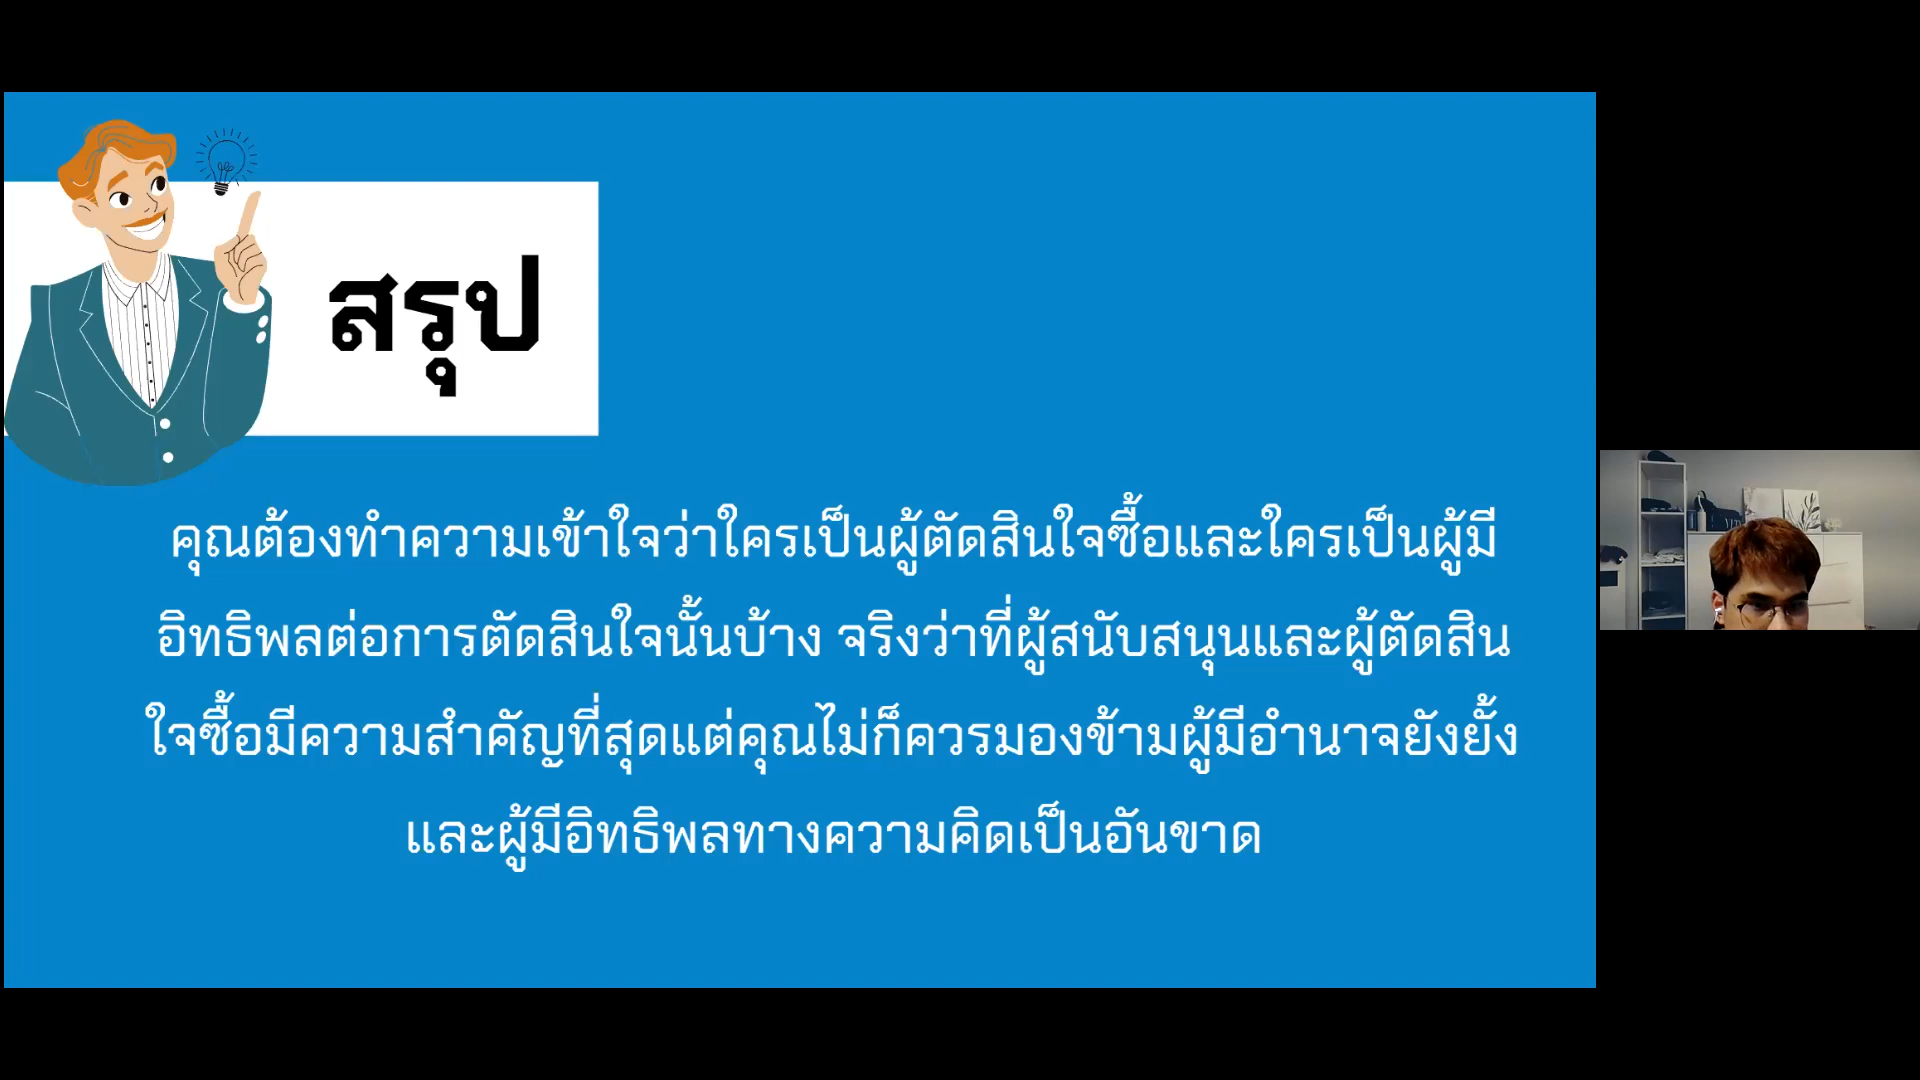 สรุป
คุณต้องทำความเข้าใจว่าใครเป็นผู้ตัดสินใจซื้อและใครเป็นผู้มี
อิทธิพลต่อการตัดสินใจนั้นบ้าง จริงว่าที่ผู้สนับสนุนและผู้ตัดสิน
ใจซื้อมีความสำคัญที่สุดแต่คุณไม่ก็ควรมองข้ามผู้มีอำนาจยังยั้ง
และผู้มีอิทธิพลทางความคิดเป็นอันขาด